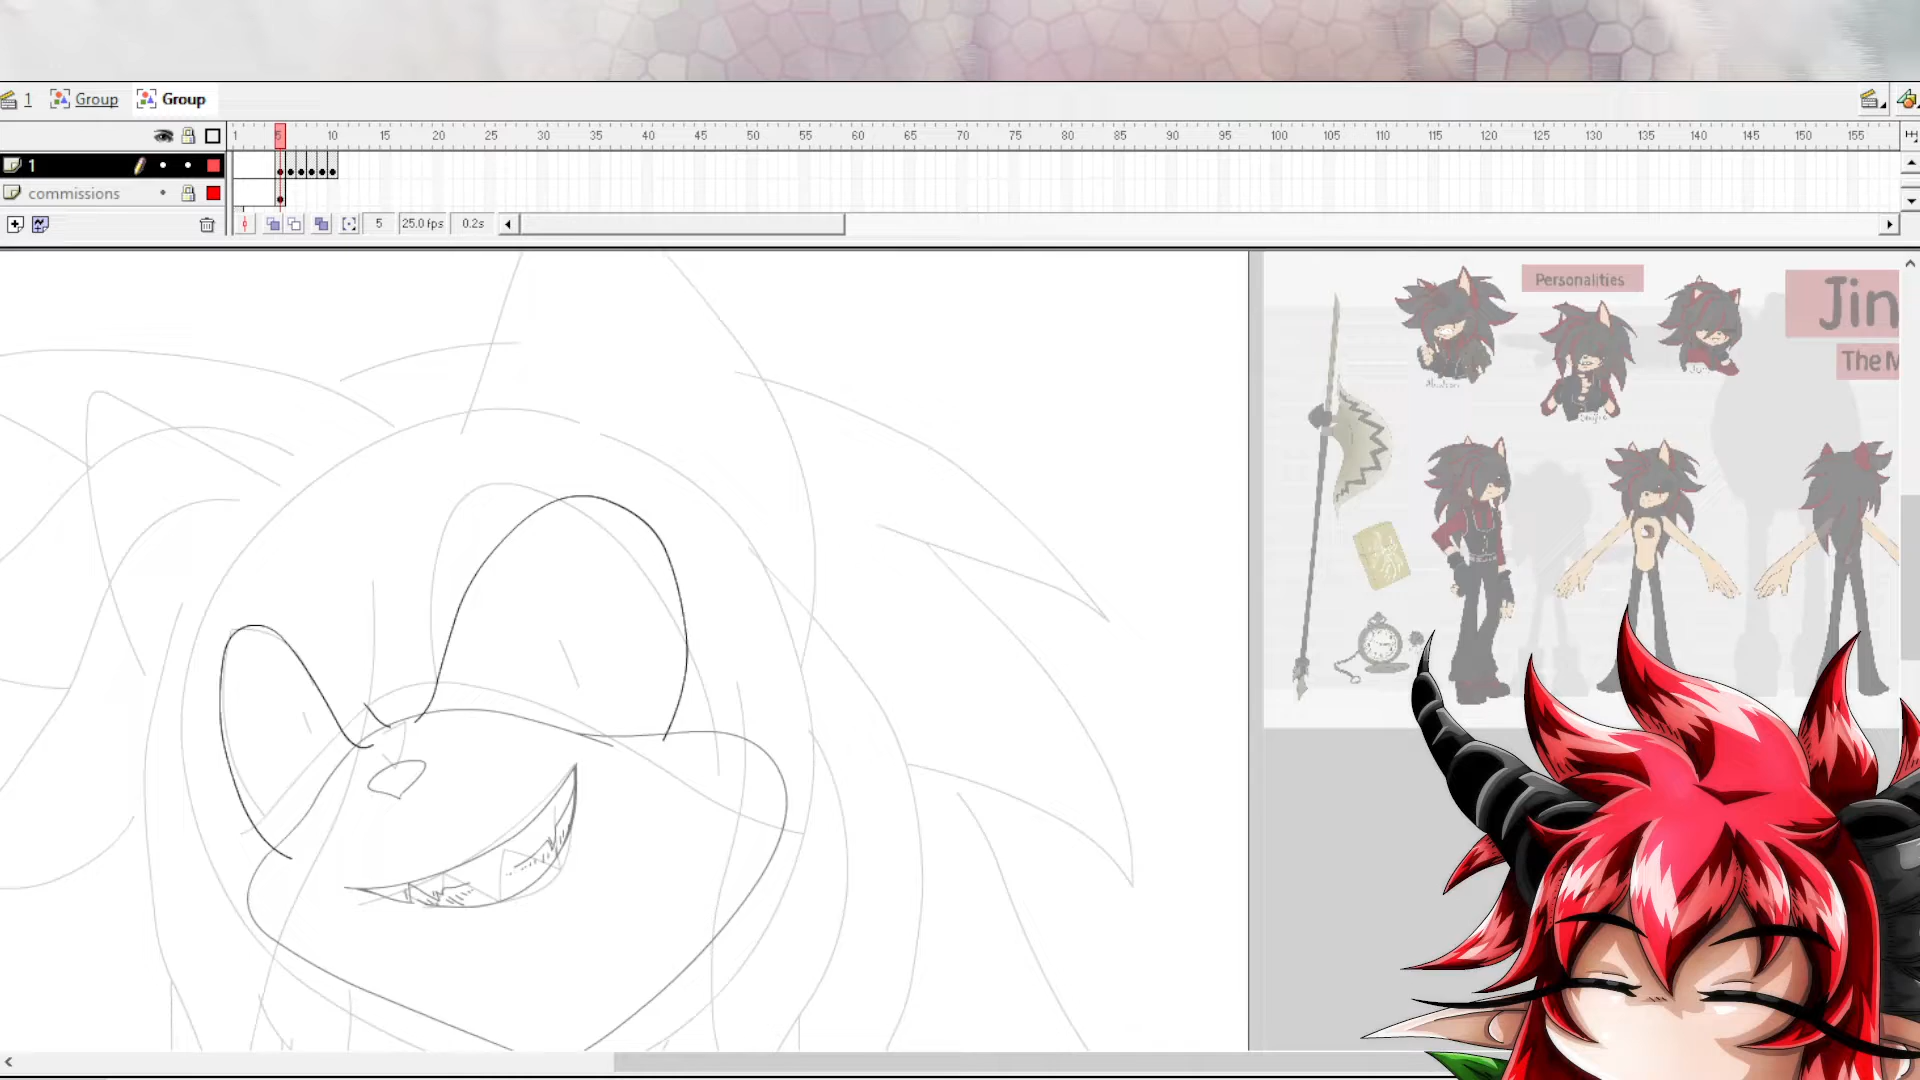 1 Group Group
1 5 10 15 20 25 30 35 40 45 50 55 60 65 70 75 80 85 90 95 100 105 110 115 120 125 130 135 140 145 150 155
1
commissions
5 25.0 fps 0.2s
Personalities
Jin
The M